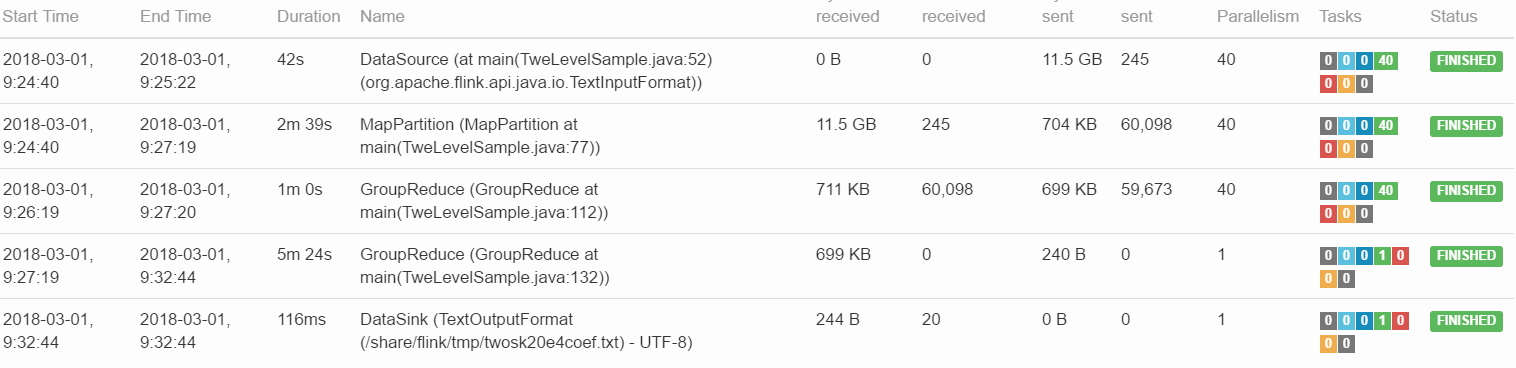 Start Time End Time Duration Name received received sent sent Parallelism Tasks Status
2018-03-01, 2018-03-01, 42s DataSource (at main(TweLevelSample.java:52) 0 B 0 11.5 GB 245 40 0 0 0 40 FINISHED
9:24:40 9:25:22 (org.apache.flink.api.java.io.TextInputFormat)) 0 0 0
2018-03-01, 2018-03-01, 2m 39s MapPartition (MapPartition at 11.5 GB 245 704 KB 60,098 40 0 0 0 40 FINISHED
9:24:40 9:27:19 main(TweLevelSample.java:77)) 0 0 0
2018-03-01, 2018-03-01, 1m 0s GroupReduce (GroupReduce at 711 KB 60,098 699 KB 59,673 40 0 0 0 40 FINISHED
9:26:19 9:27:20 main(TweLevelSample.java:112)) 0 0 0
2018-03-01, 2018-03-01, 5m 24s GroupReduce (GroupReduce at 699 KB 0 240 B 0 1 0 0 0 1 0 FINISHED
9:27:19 9:32:44 main(TweLevelSample.java:132)) 0 0
2018-03-01, 2018-03-01, 116ms DataSink (TextOutputFormat 244 B 20 0 B 0 1 0 0 0 1 0 FINISHED
9:32:44 9:32:44 (/share/flink/tmp/twosk20e4coef.txt) - UTF-8) 0 0